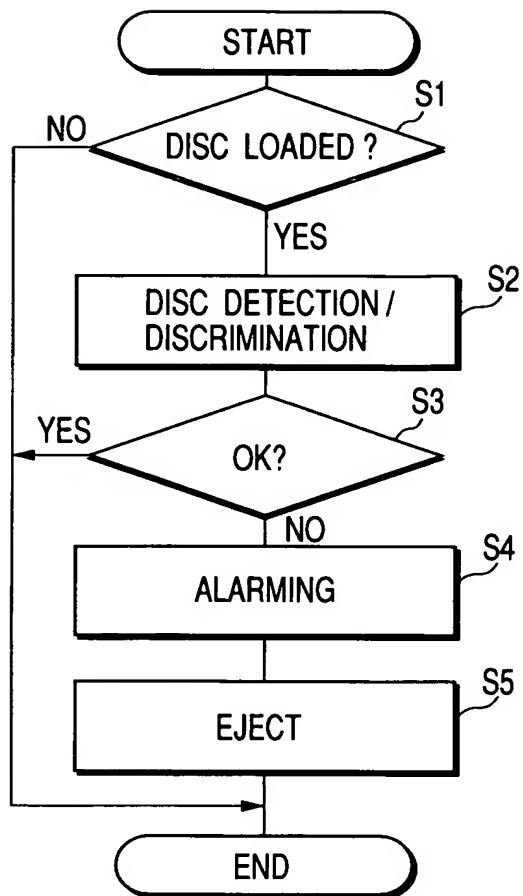 START
S1
NO
DISC LOADED ?
YES
S2
DISC DETECTION /
DISCRIMINATION
S3
YES
OK?
NO
S4
ALARMING
S5
EJECT
END